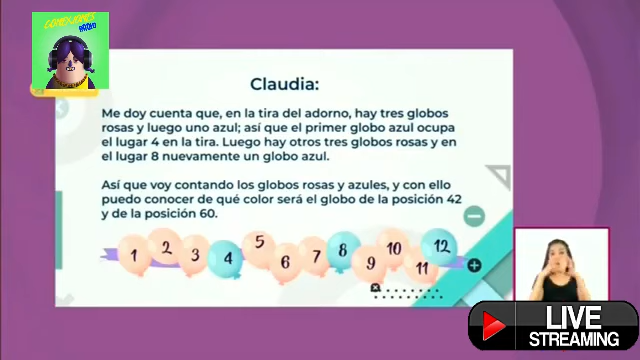 CONEXIONES
RADIO
Claudia:
Me doy cuenta que, en la tira del adorno, hay tres globos
rosas y luego uno azul; así que el primer globo azul ocupa
el lugar 4 en la tira. Luego hay otros tres globos rosas y en
el lugar 8 nuevamente un globo azul.
Así que voy contando los globos rosas y azules, y con ello
puedo conocer de qué color será el globo de la posición 42
y de la posición 60.
1 2 3 4 5 6 7 8 9 10 11 12
LIVE
STREAMING